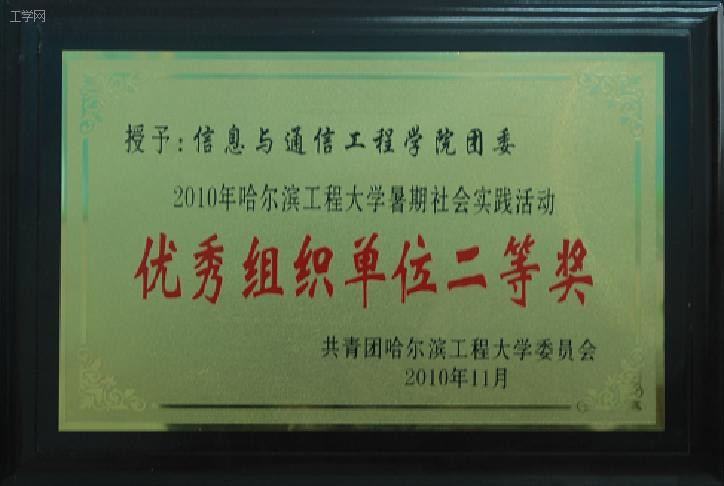 工学网
授予:信息与通信工程学院团委
2010年哈尔滨工程大学暑期社会实践活动
优秀组织单位二等奖
共青团哈尔滨工程大学委员会
2010年11月